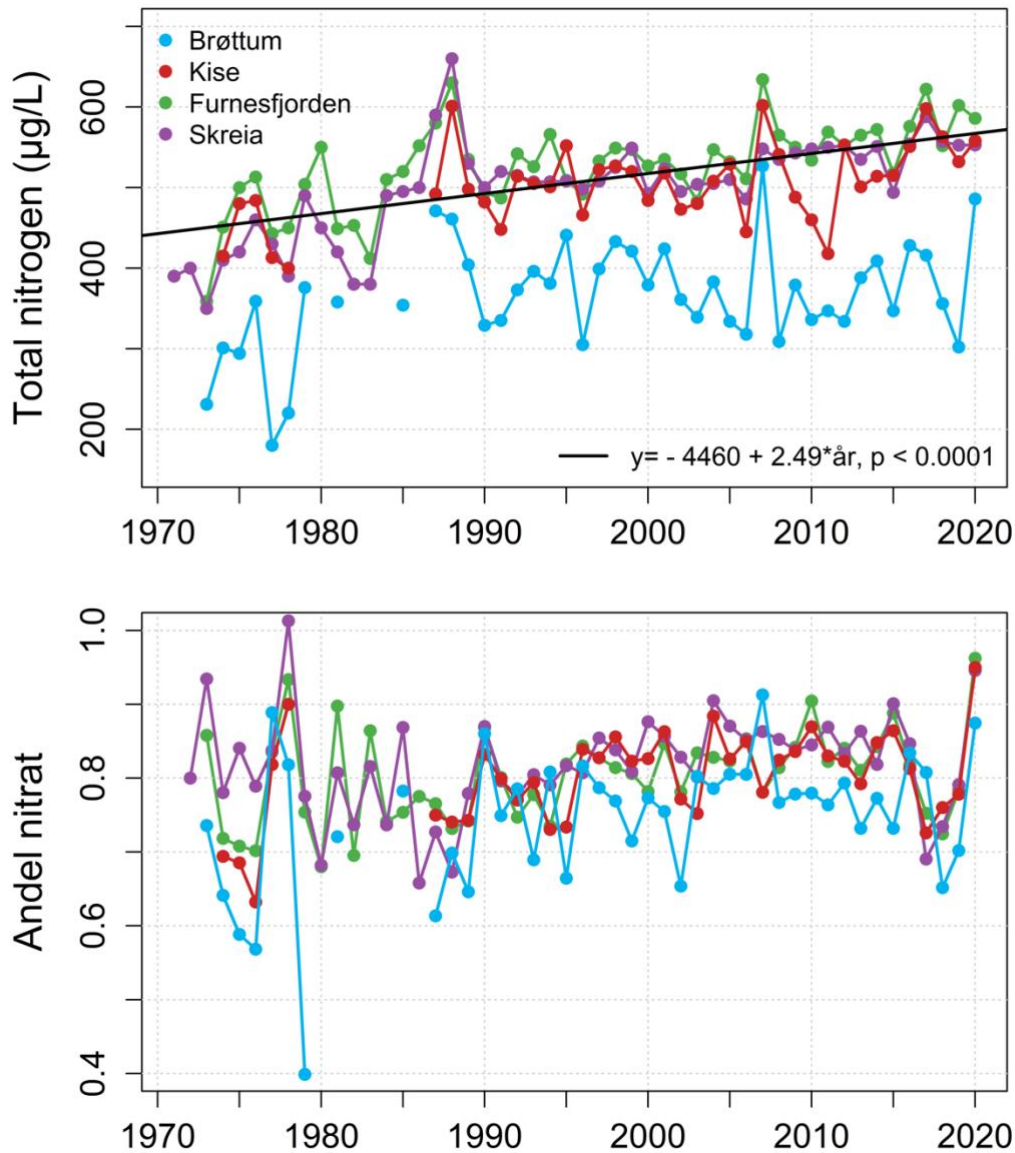 Total nitrogen (µg/L)
600
400
200
Brøttum
Kise
Furnesfjorden
Skreia
y= - 4460 + 2.49*år, p < 0.0001
1970 1980 1990 2000 2010 2020
Andel nitrat
1.0
0.8
0.6
0.4
1970 1980 1990 2000 2010 2020